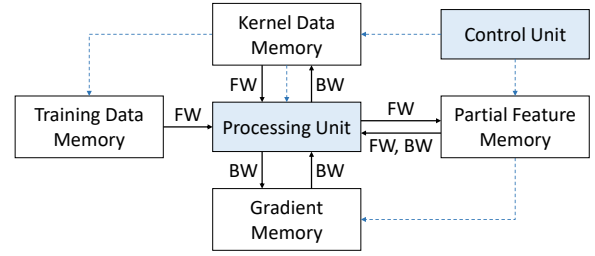 Kernel Data
Memory
Control Unit
FW
BW
Training Data
Memory
FW
Processing Unit
FW
FW, BW
Partial Feature
Memory
BW
BW
Gradient
Memory